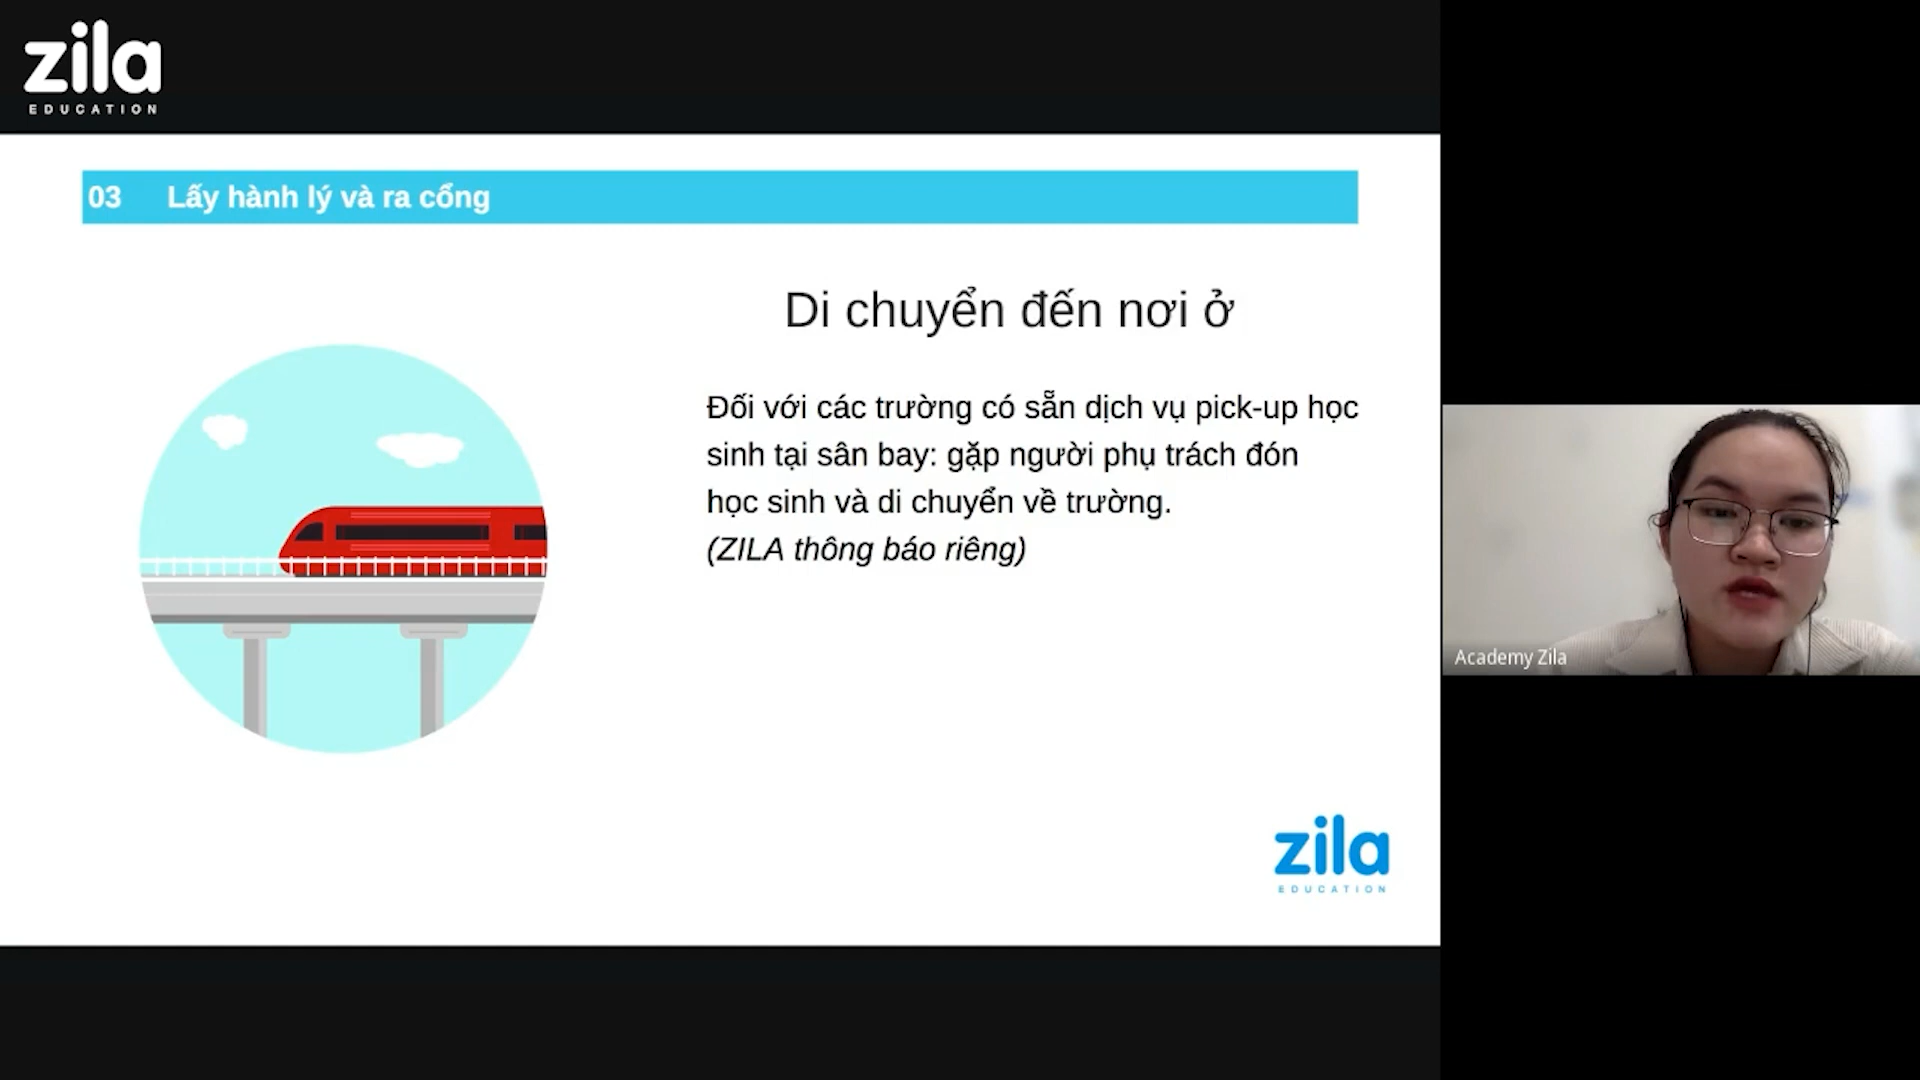 zila
EDUCATION
03 Lấy hành lý và ra cổng
Di chuyển đến nơi ở
Đối với các trường có sẵn dịch vụ pick-up học
sinh tại sân bay: gặp người phụ trách đón
học sinh và di chuyển về trường.
(ZILA thông báo riêng)
Academy Zila
zila
EDUCATION